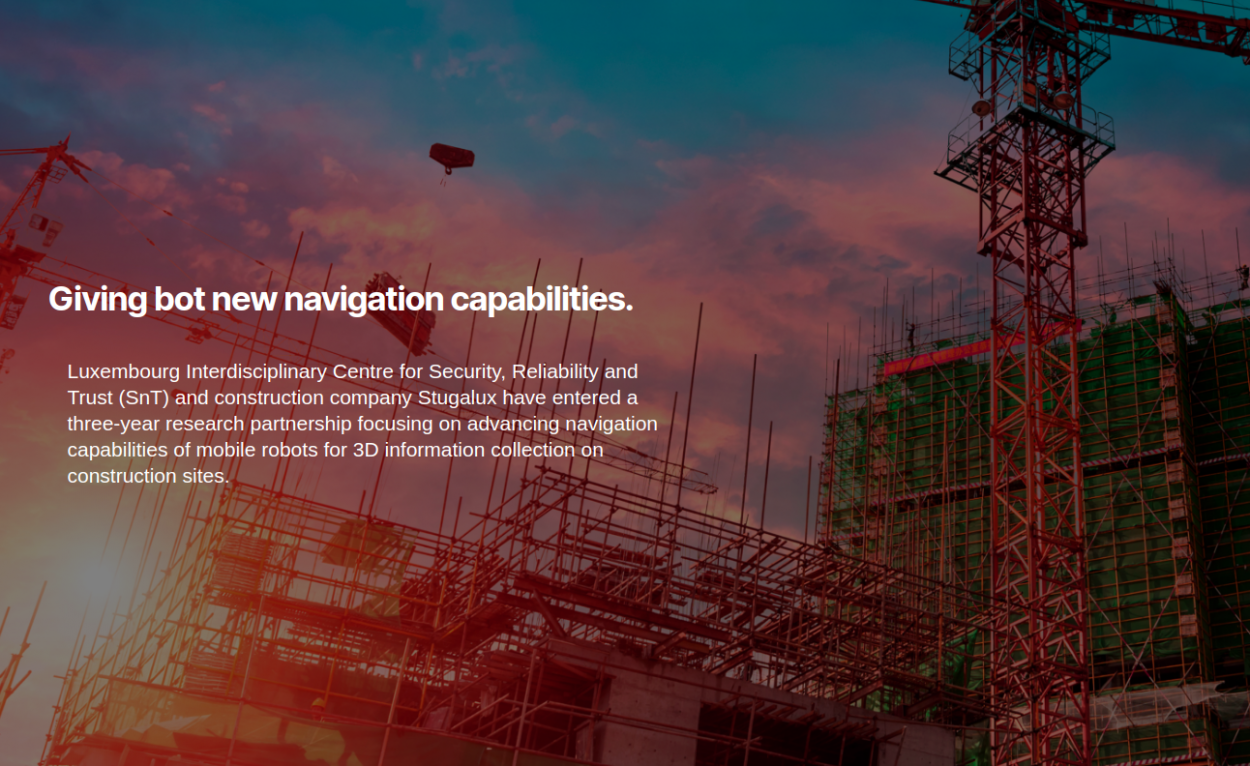 Giving bot new navigation capabilities.
Luxembourg Interdisciplinary Centre for Security, Reliability and
Trust (SnT) and construction company Stugalux have entered a
three-year research partnership focusing on advancing navigation
capabilities of mobile robots for 3D information collection on
construction sites.